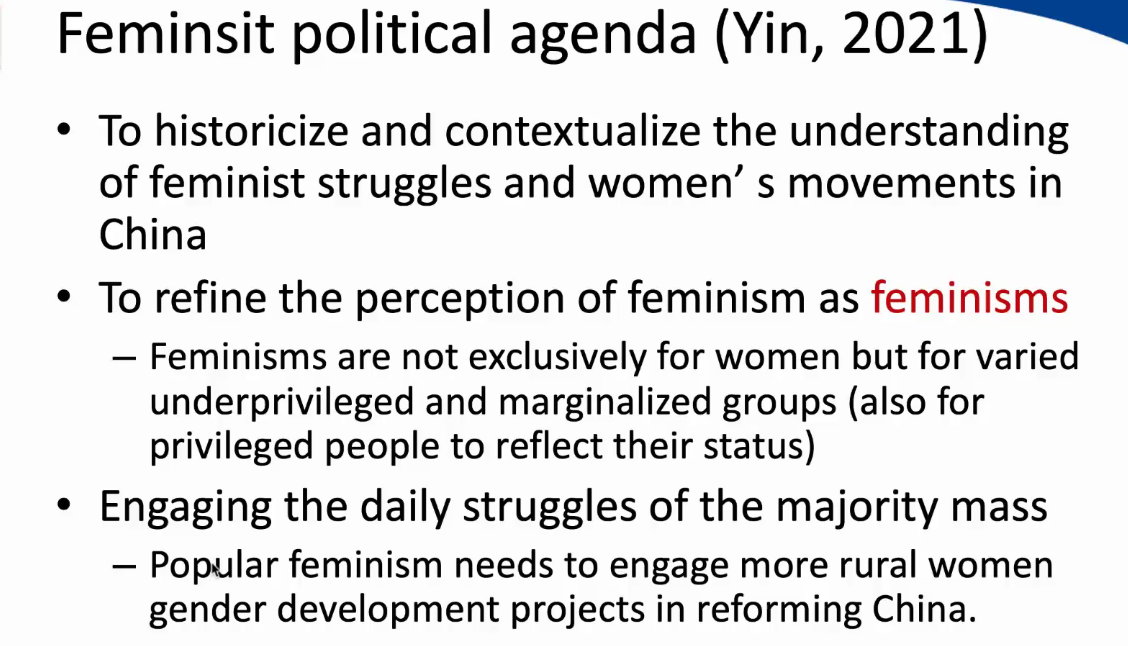 Feminsit political agenda (Yin, 2021)
• To historicize and contextualize the understanding
of feminist struggles and women’ s movements in
China
• To refine the perception of feminism as feminisms
– Feminisms are not exclusively for women but for varied
underprivileged and marginalized groups (also for
privileged people to reflect their status)
• Engaging the daily struggles of the majority mass
– Popular feminism needs to engage more rural women
gender development projects in reforming China.